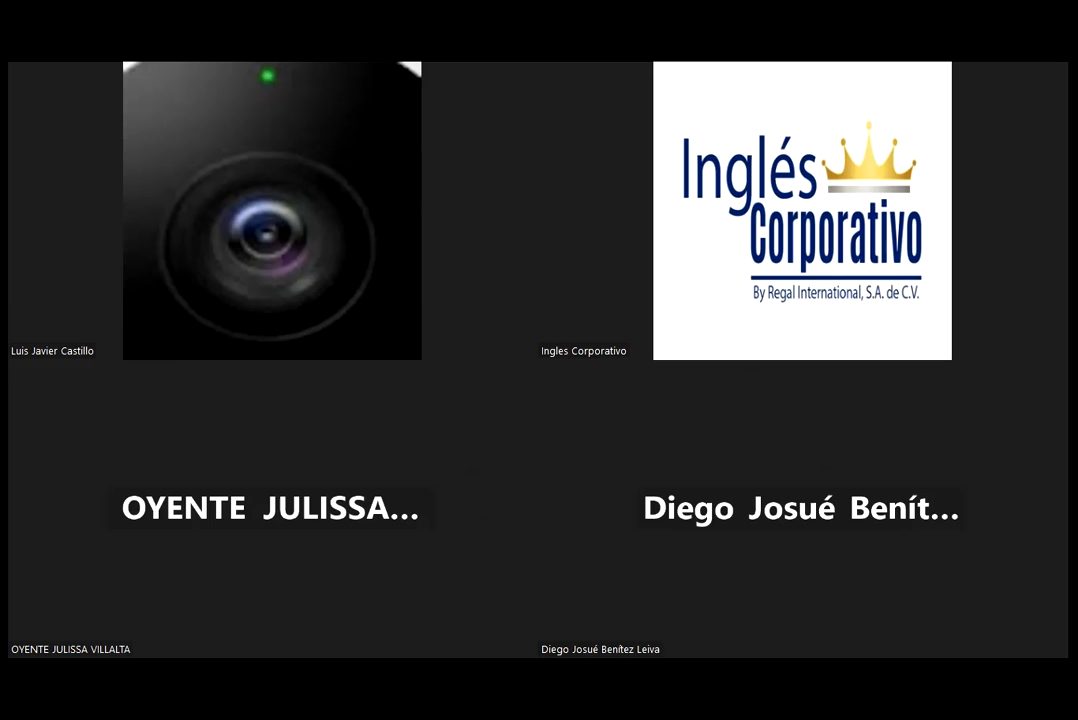 Inglés
Corporativo
By Regal International, S.A. de C.V.
Luis Javier Castillo
Ingles Corporativo
OYENTE JULISSA...
Diego Josué Benít...
OYENTE JULISSA VILLALTA
Diego Josué Benítez Leiva